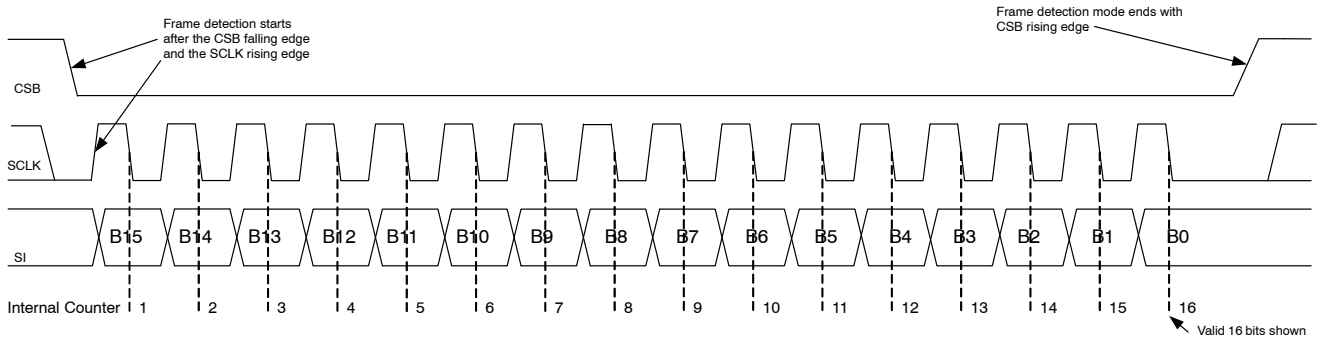 Frame detection starts
after the CSB falling edge
and the SCLK rising edge
Frame detection mode ends with
CSB rising edge
CSB
SCLK
SI
B15 B14 B13 B12 B11 B10 B9 B8 B7 B6 B5 B4 B3 B2 B1 B0
Internal Counter 1 2 3 4 5 6 7 8 9 10 11 12 13 14 15 16
Valid 16 bits shown